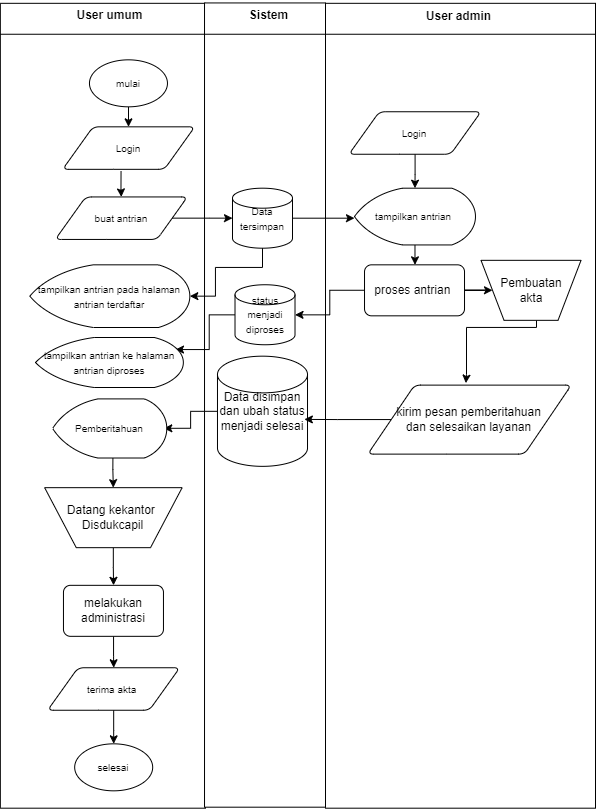 User umum
Sistem
User admin
mulai
Login
Login
buat antrian
Data
tersimpan
tampilkan antrian
tampilkan antrian pada halaman
antrian terdaftar
status
menjadi
diproses
proses antrian
Pembuatan
akta
tampilkan antrian ke halaman
antrian diproses
Data disimpan
dan ubah status
menjadi selesai
kirim pesan pemberitahuan
dan selesaikan layanan
Pemberitahuan
Datang kekantor
Disdukcapil
melakukan
administrasi
terima akta
selesai